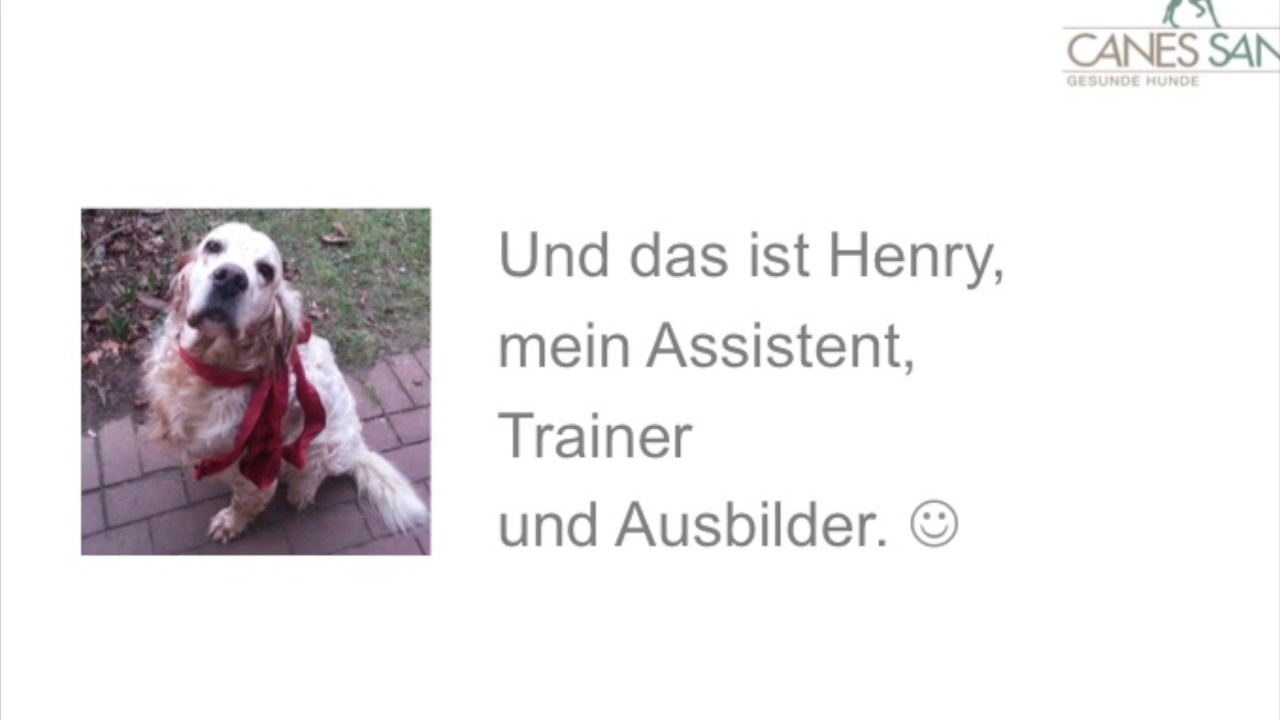 CANES SAN
GESUNDE HUNDE
Und das ist Henry,
mein Assistent,
Trainer
und Ausbilder. ☺